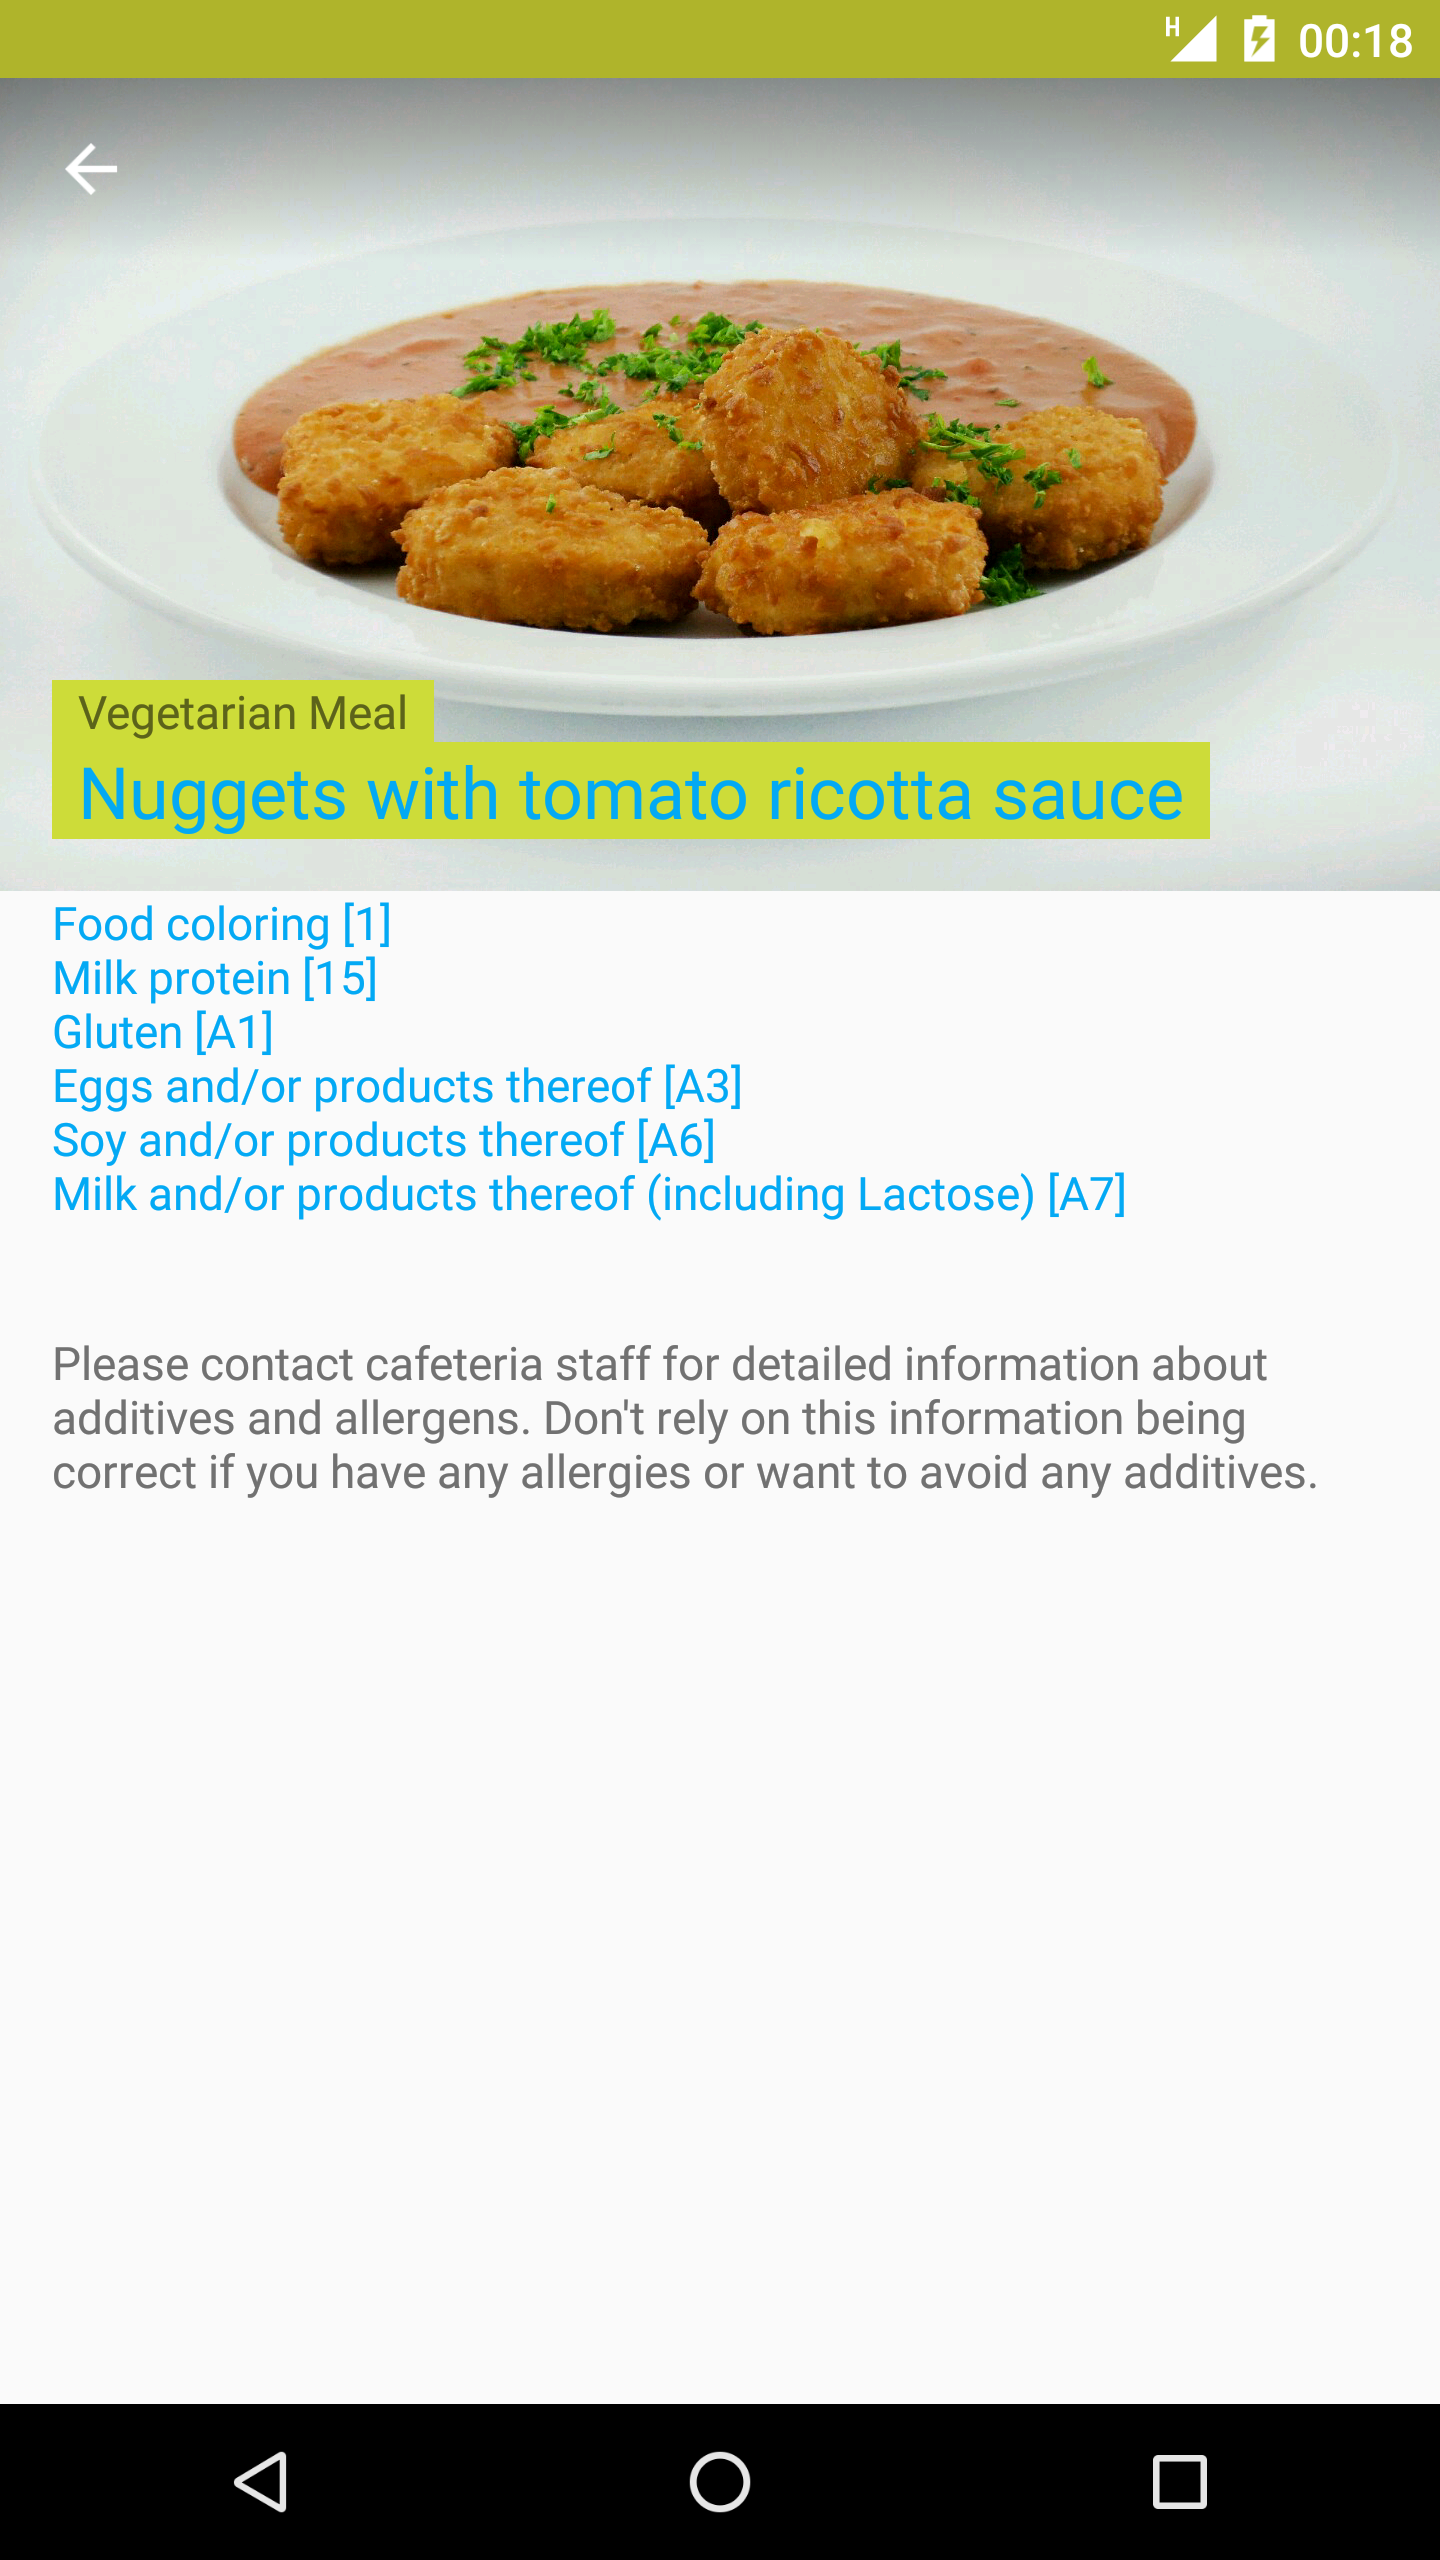 H
00:18
Vegetarian Meal
Nuggets with tomato ricotta sauce
Food coloring [1]
Milk protein [15]
Gluten [A1]
Eggs and/or products thereof [A3]
Soy and/or products thereof [A6]
Milk and/or products thereof (including Lactose) [A7]
Please contact cafeteria staff for detailed information about
additives and allergens. Don't rely on this information being
correct if you have any allergies or want to avoid any additives.